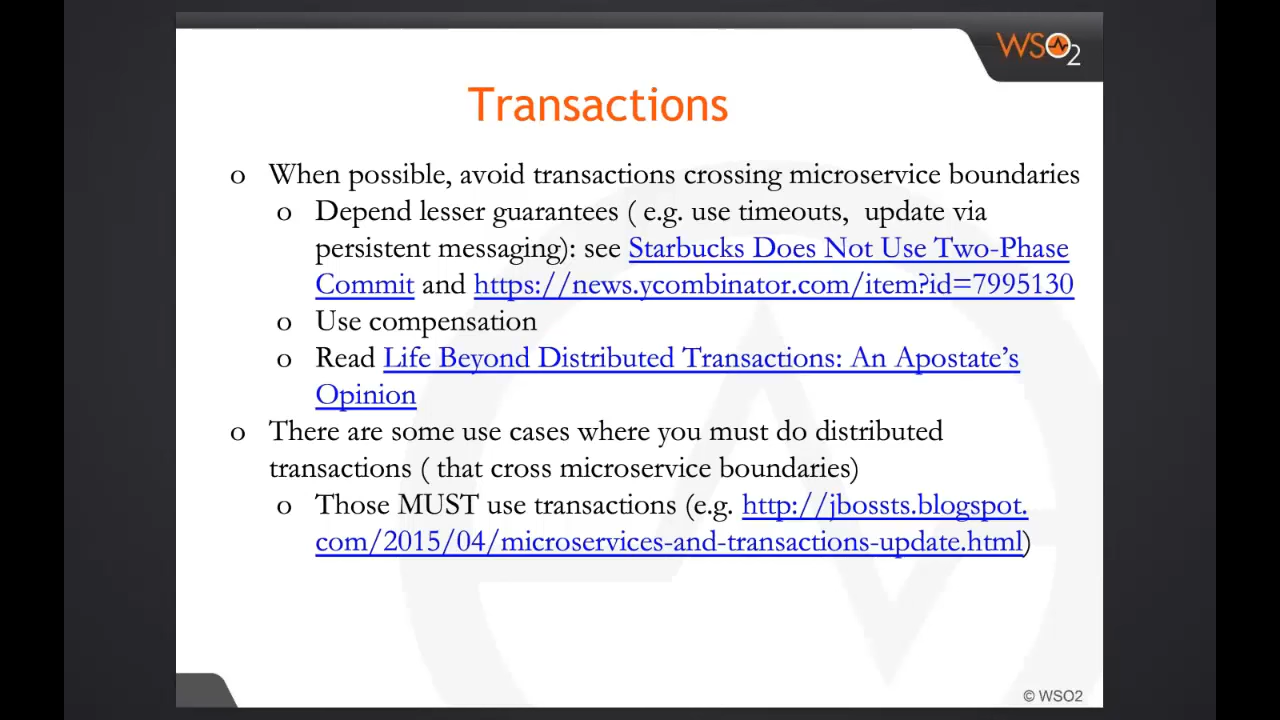 WSO2
Transactions
o When possible, avoid transactions crossing microservice boundaries
o Depend lesser guarantees ( e.g. use timeouts, update via
persistent messaging): see Starbucks Does Not Use Two-Phase
Commit and https://news.ycombinator.com/item?id=7995130
o Use compensation
o Read Life Beyond Distributed Transactions: An Apostate’s
Opinion
o There are some use cases where you must do distributed
transactions ( that cross microservice boundaries)
o Those MUST use transactions (e.g. http://jbossts.blogspot.
com/2015/04/microservices-and-transactions-update.html)
© WSO2